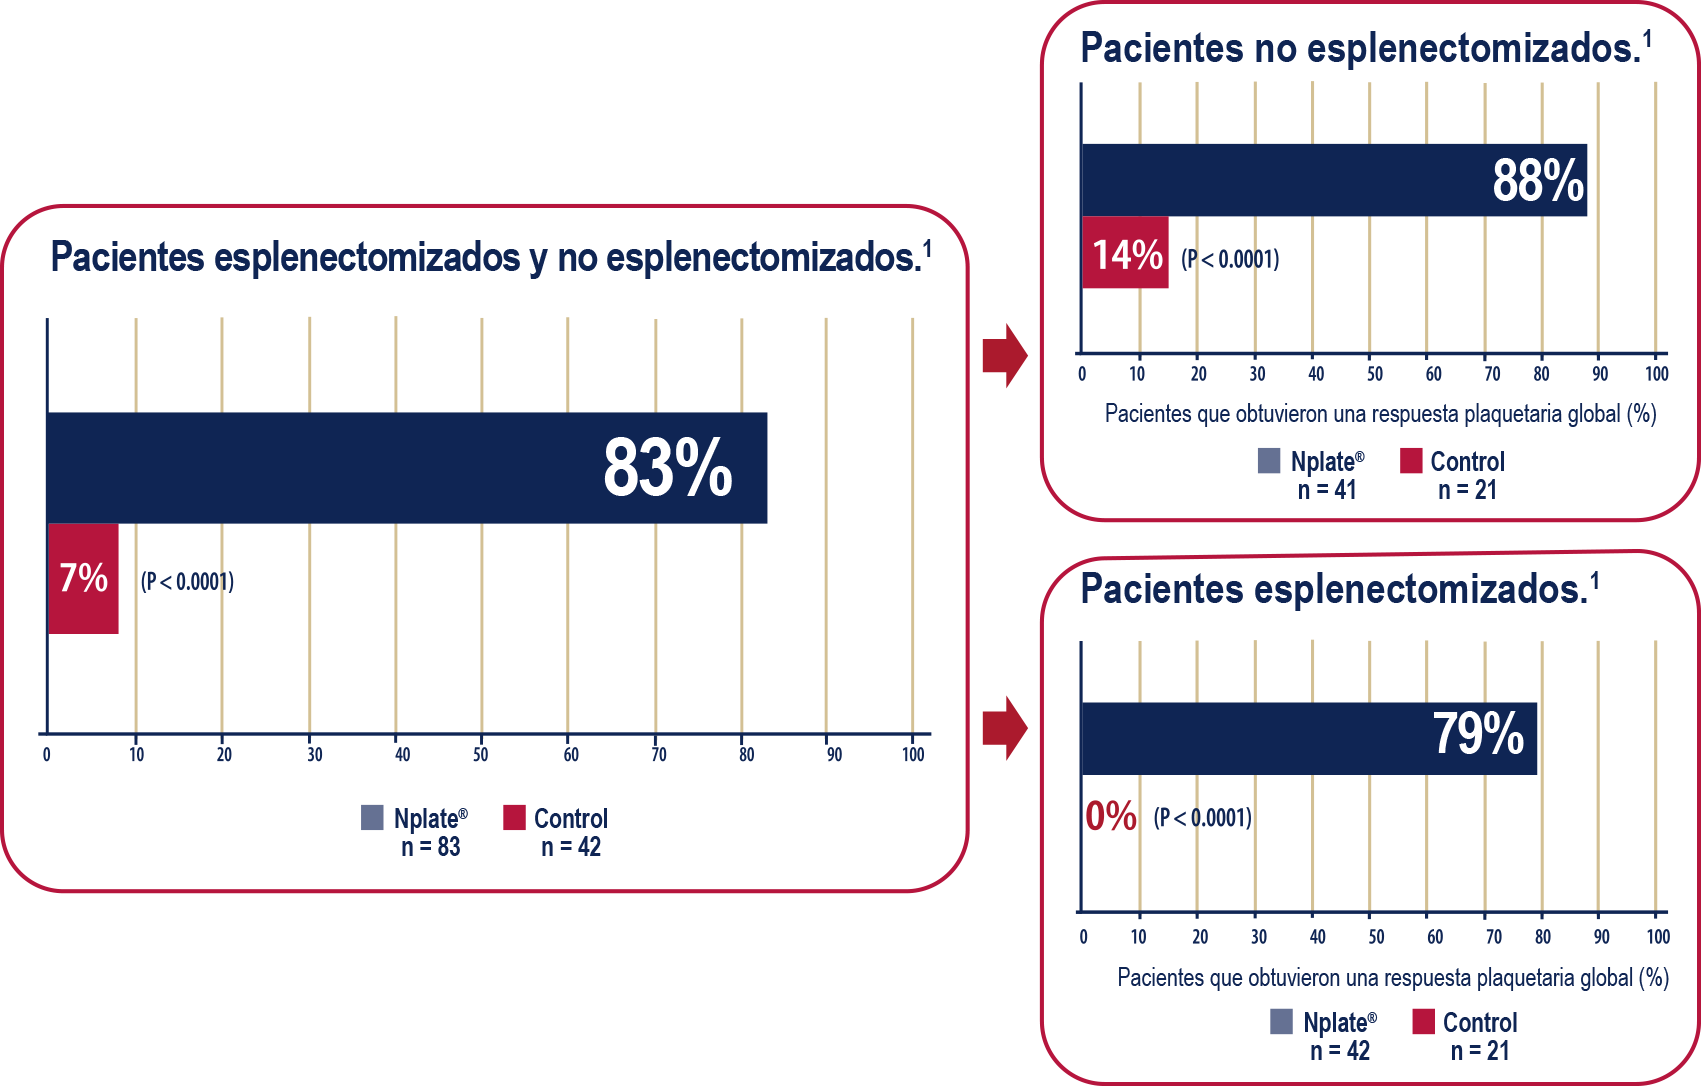 Pacientes esplenectomizados y no esplenectomizados.1
83%
7% (P < 0.0001)
0 10 20 30 40 50 60 70 80 90 100
Nplate® Control
n = 83 n = 42
Pacientes no esplenectomizados.1
88%
14% (P < 0.0001)
0 10 20 30 40 50 60 70 80 90 100
Pacientes que obtuvieron una respuesta plaquetaria global (%)
Nplate® Control
n = 41 n = 21
Pacientes esplenectomizados.1
79%
0% (P < 0.0001)
0 10 20 30 40 50 60 70 80 90 100
Pacientes que obtuvieron una respuesta plaquetaria global (%)
Nplate® Control
n = 42 n = 21